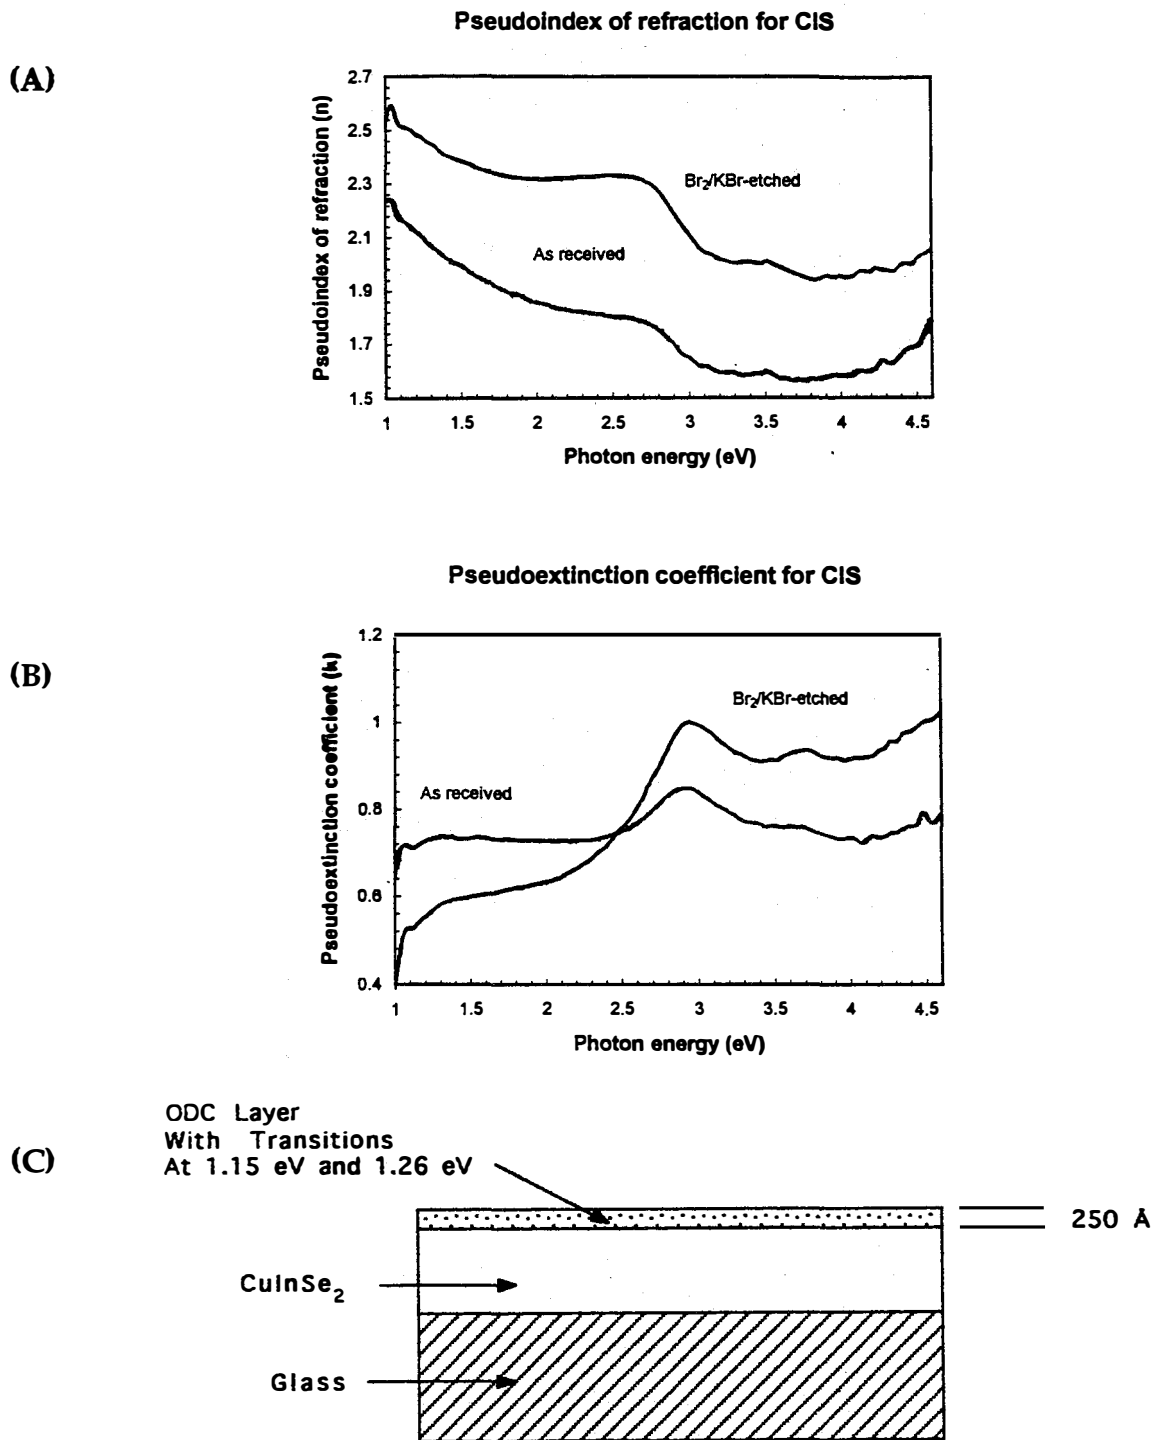 Pseudoindex of refraction for CIS
(A)
Pseudoindex of refraction (n)
2.7
2.5
2.3
2.1
1.9
1.7
1.5
Br₂/KBr-etched
As received
1 1.5 2 2.5 3 3.5 4 4.5
Photon energy (eV)
Pseudoextinction coefficient for CIS
(B)
Pseudoextinction coefficient (k)
1.2
1
0.8
0.6
0.4
Br₂/KBr-etched
As received
1 1.5 2 2.5 3 3.5 4 4.5
Photon energy (eV)
(C)
ODC Layer
With Transitions
At 1.15 eV and 1.26 eV
250 Å
CuInSe₂
Glass